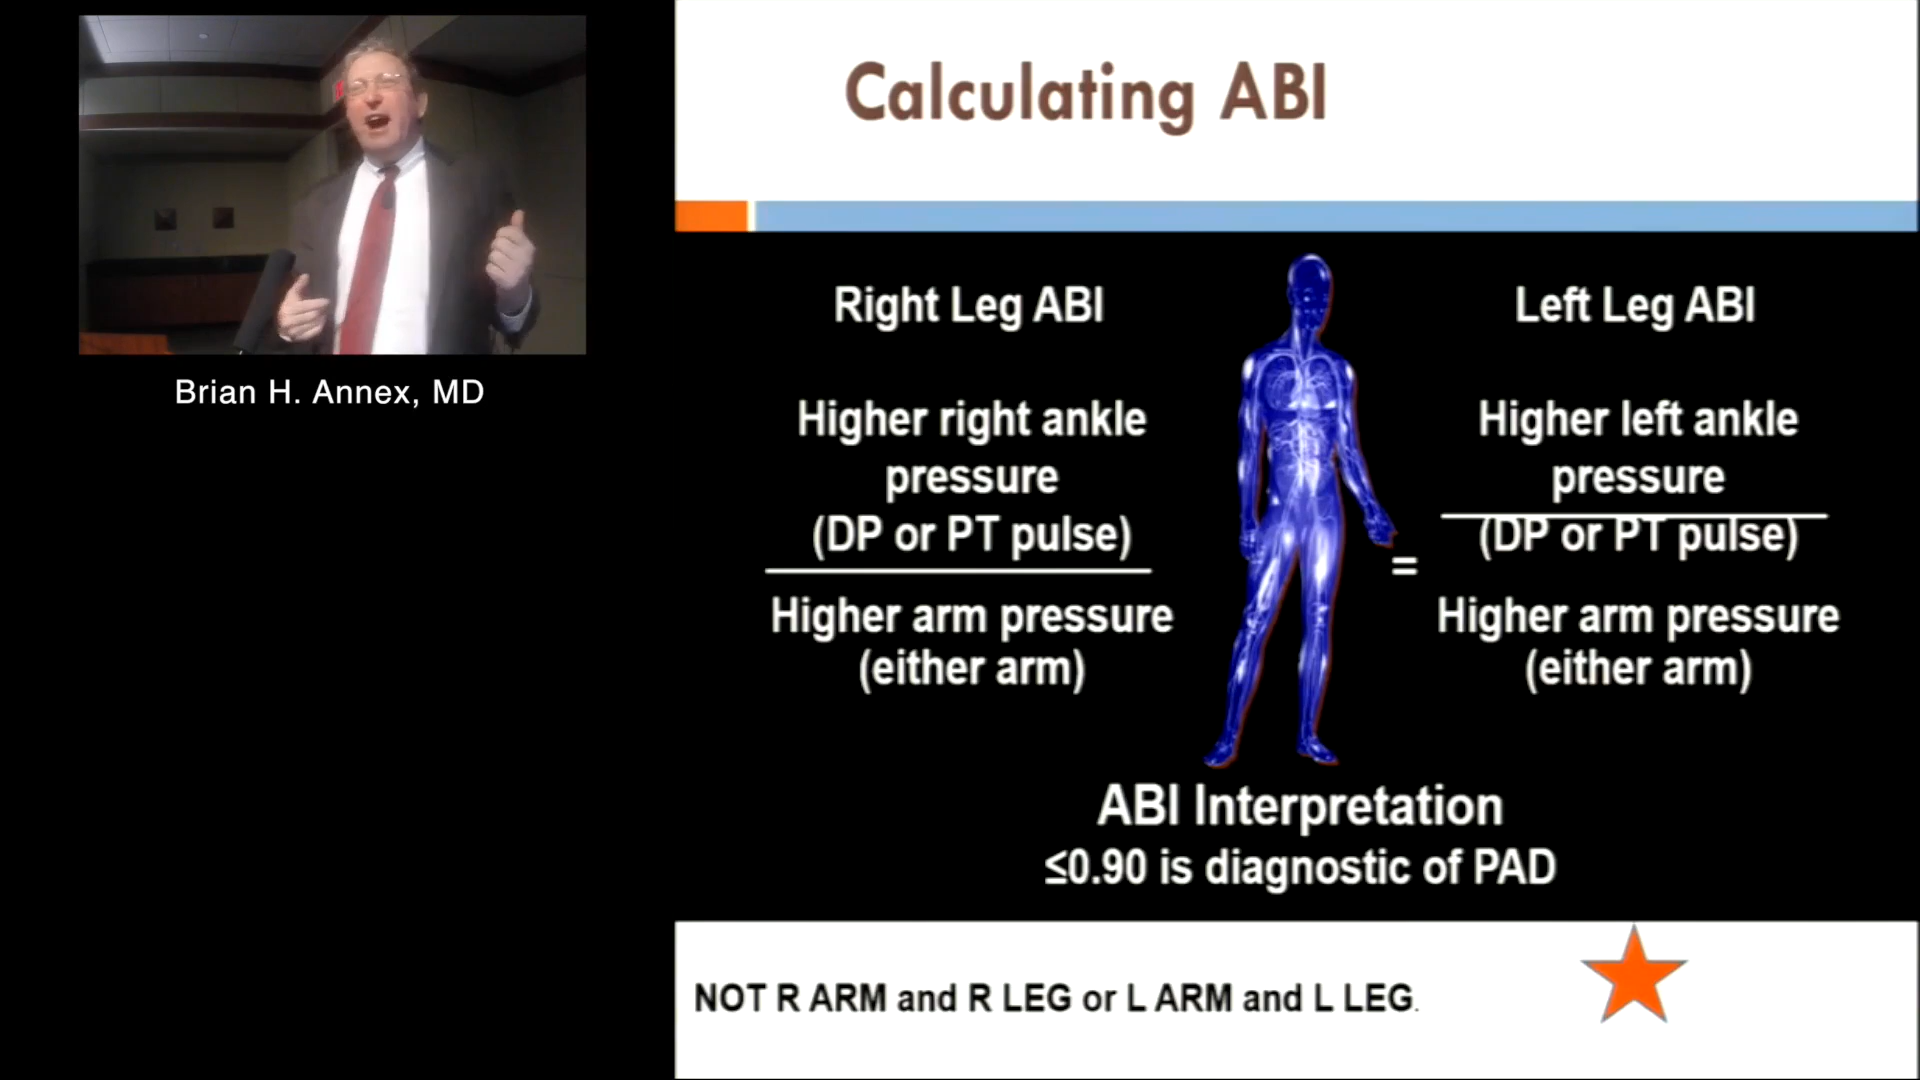 Brian H. Annex, MD
Calculating ABI
Right Leg ABI
Higher right ankle
pressure
(DP or PT pulse)
Higher arm pressure
(either arm)
=
Left Leg ABI
Higher left ankle
pressure
(DP or PT pulse)
Higher arm pressure
(either arm)
ABI Interpretation
≤0.90 is diagnostic of PAD
NOT R ARM and R LEG or L ARM and L LEG.